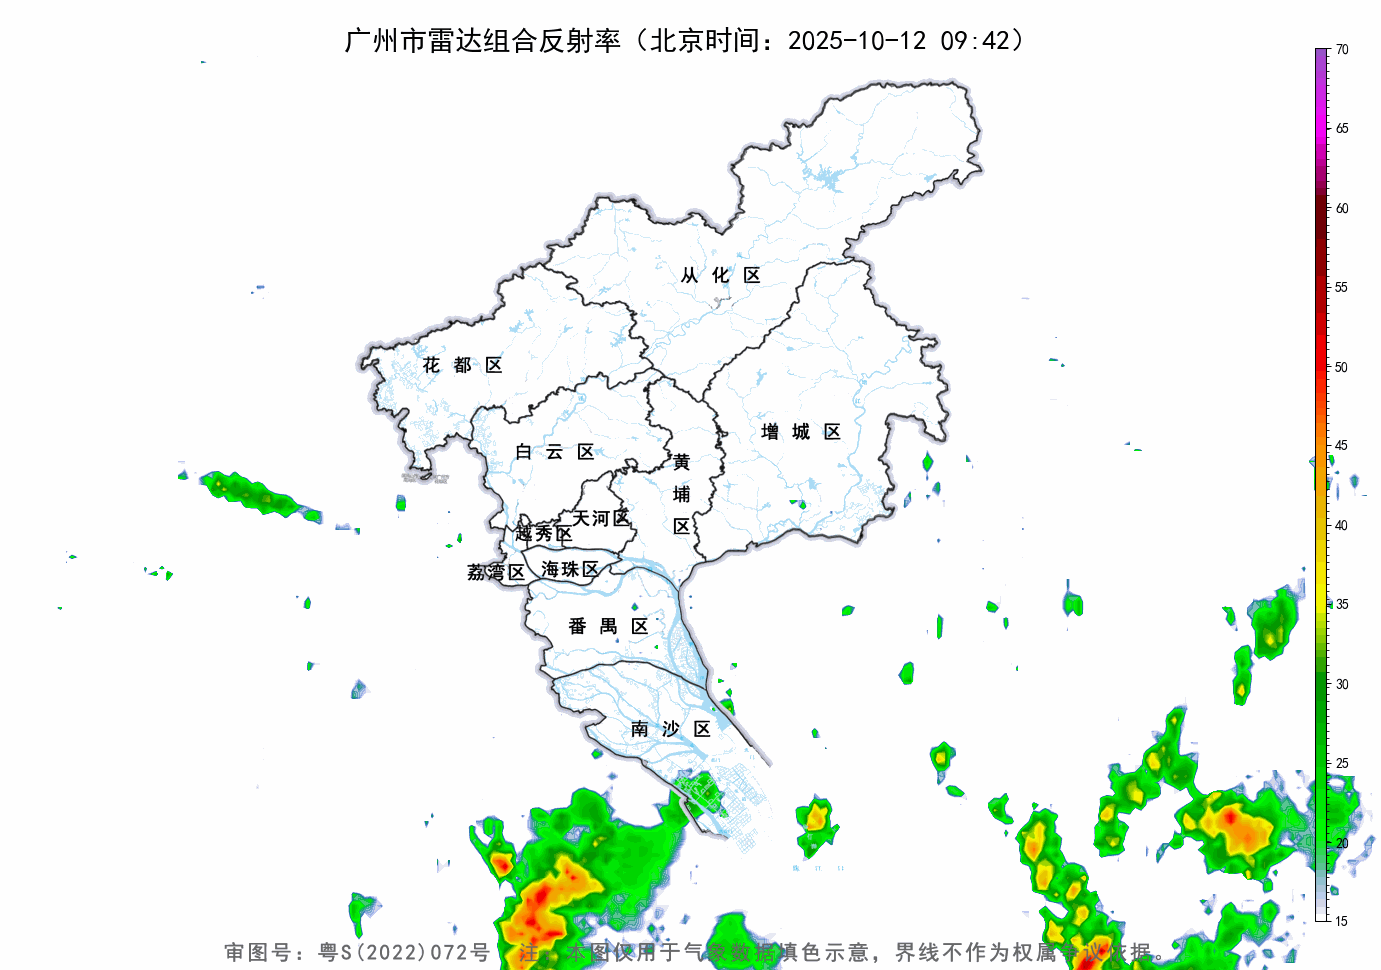 广州市雷达组合反射率（北京时间：2025-10-12 09:42）
70
65
60
55
50
45
40
35
30
25
20
15
从化区
花都区
增城区
白云区
黄埔区
天河区
越秀区
荔湾区
海珠区
番禺区
南沙区
审图号：粤S(2022)072号 注：本图仅用于气象数据填色示意，界线不作为权属争议依据。